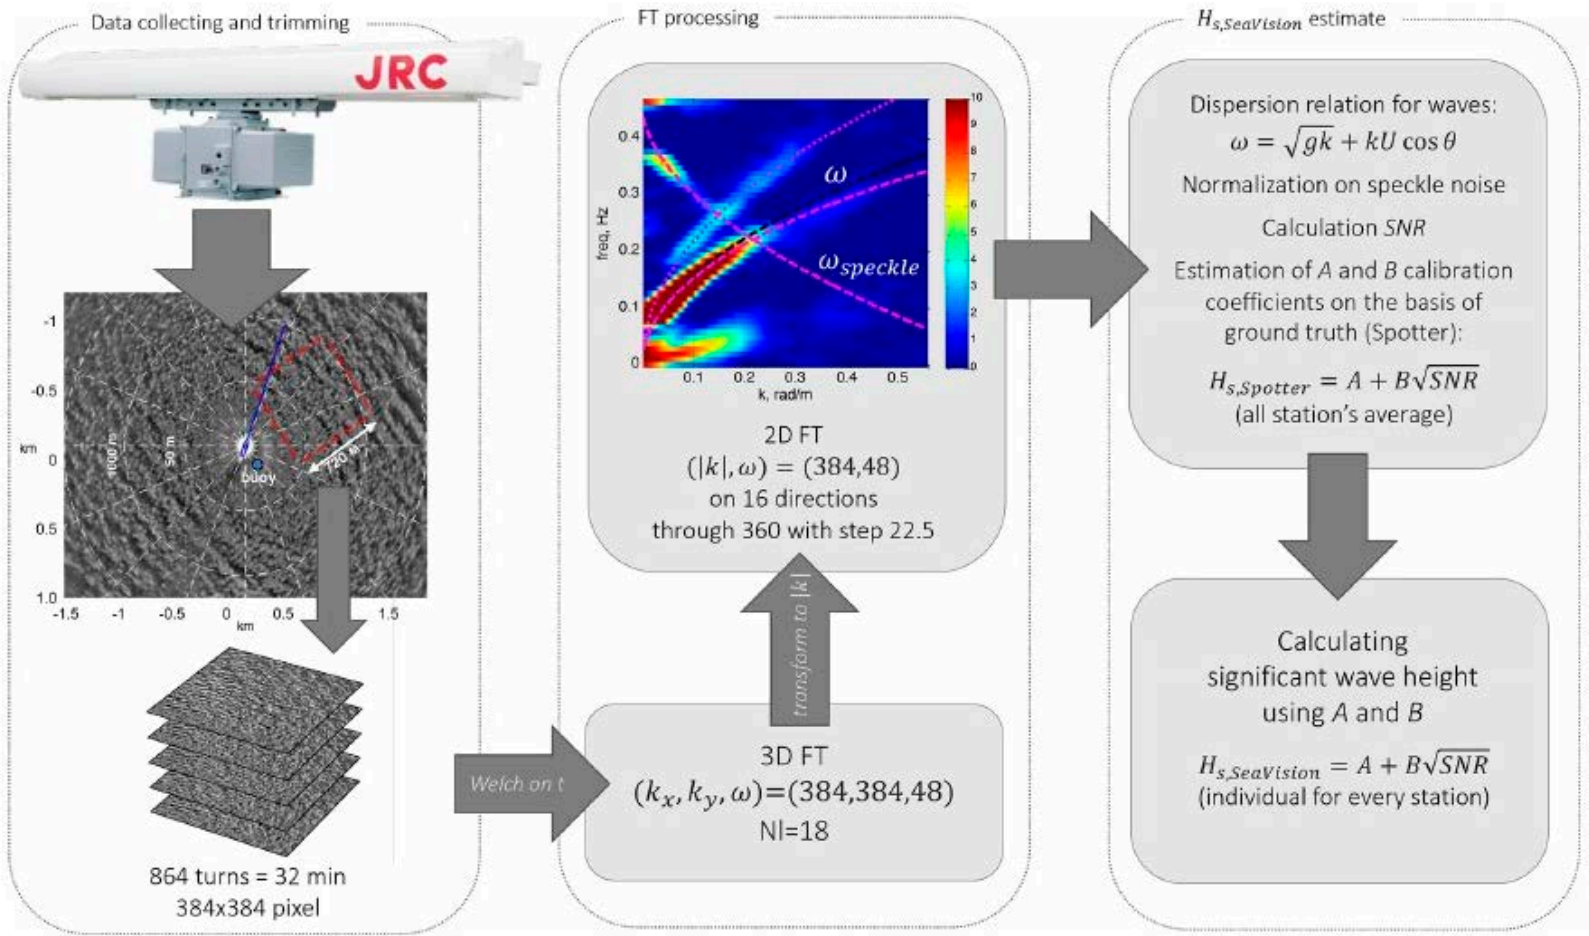 Data collecting and trimming
JRC
-1
-0.5
km
0
0.5
1.0
1000 m
50 m
720 M
buoy
-1.5 -1 -0.5 0 0.5 1.5
km
864 turns = 32 min
384x384 pixel
Welch on t
FT processing
10
9
8
7
6
5
4
3
2
1
0
0.4
0.3
0.2
0.1
0
freq, Hz
ω
ω_speckle
0.1 0.2 0.3 0.4 0.5
k, rad/m
2D FT
(|k|, ω) = (384,48)
on 16 directions
through 360 with step 22.5
transform to |k|
3D FT
(k_x, k_y, ω)=(384,384,48)
Nl=18
H_{s,SeaVision} estimate
Dispersion relation for waves:
ω = √gk + kU cos θ
Normalization on speckle noise
Calculation SNR
Estimation of A and B calibration
coefficients on the basis of
ground truth (Spotter):
H_{s,Spotter} = A + B√SNR
(all station's average)
Calculating
significant wave height
using A and B
H_{s,SeaVision} = A + B√SNR
(individual for every station)